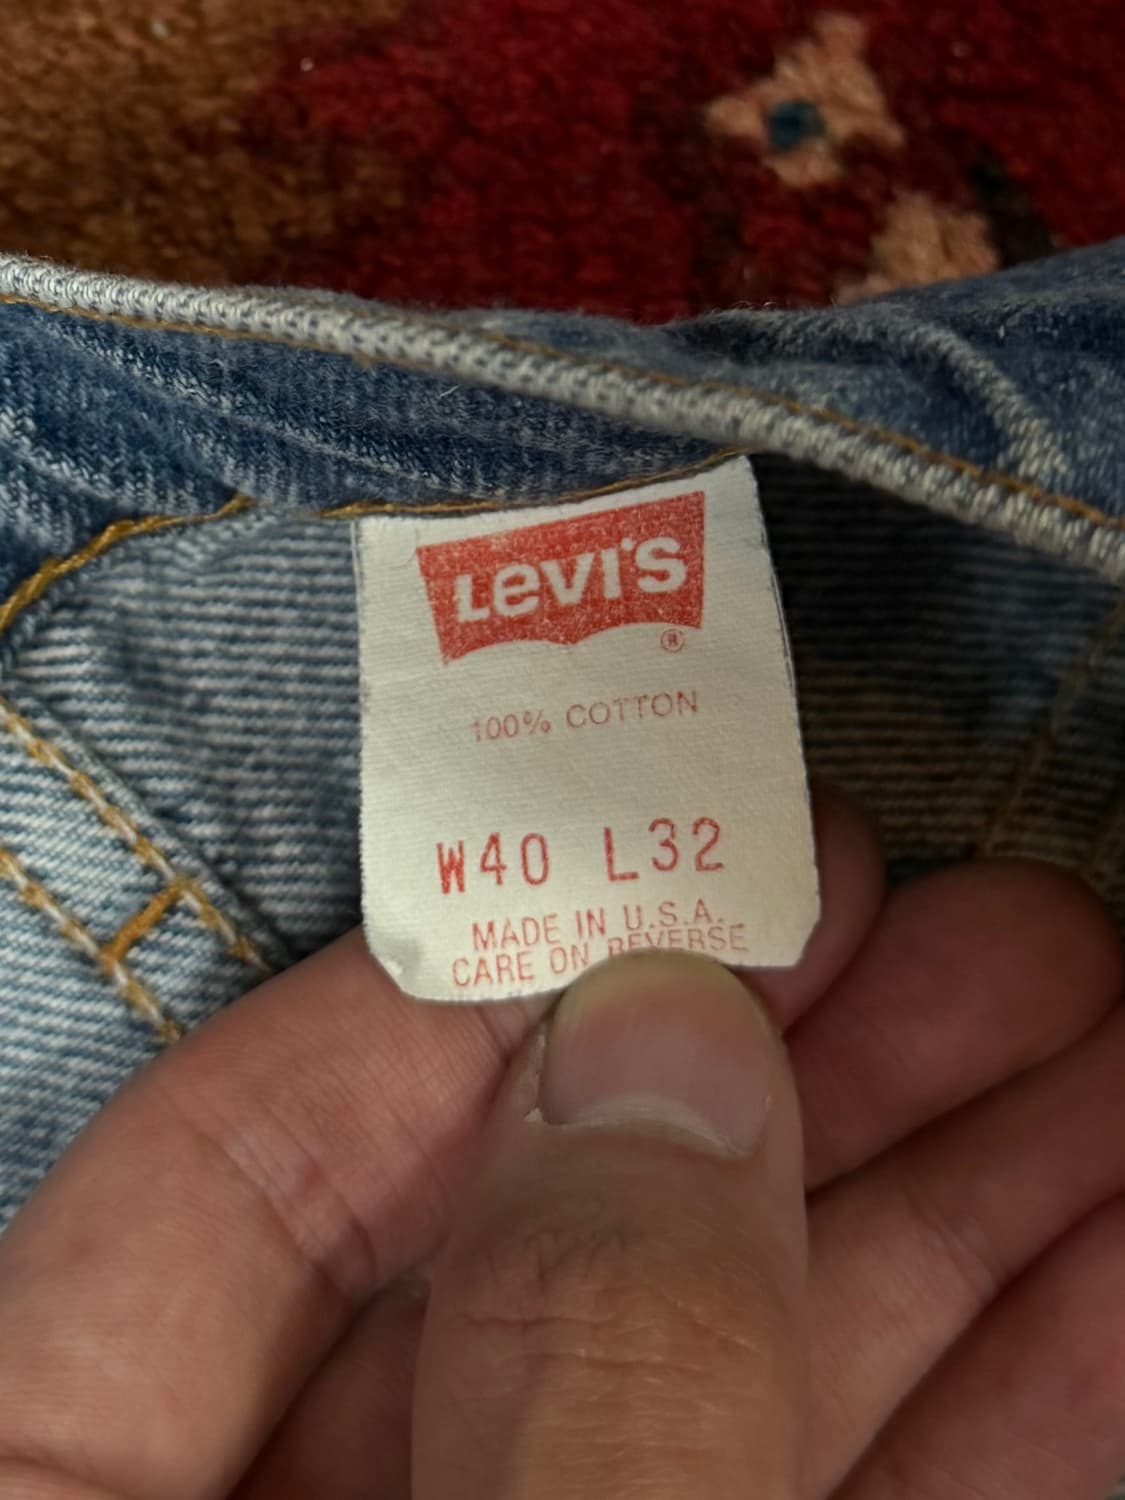 Levi's
®
100% COTTON
W40 L32
MADE IN U.S.A.
CARE ON REVERSE